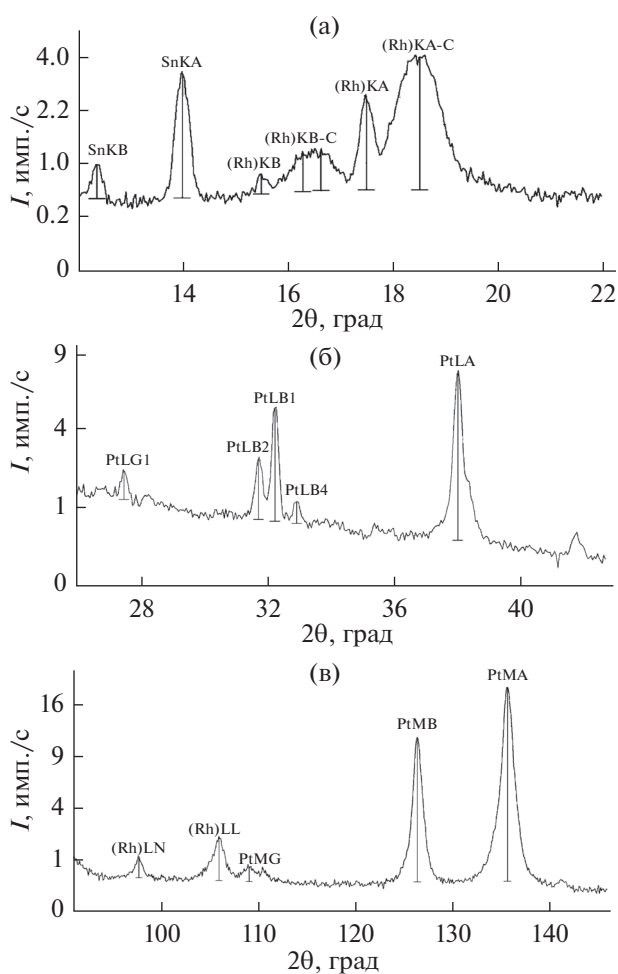 (а)
(Rh)KA-C
4.0
SnKA
(Rh)KA
2.2
SnKB
(Rh)KB-C
1.0
(Rh)KB
0.2
0
I, имп./с
14 16 18 20 22
2θ, град
(б)
9
PtLA
PtLB1
4
PtLB2
PtLG1
PtLB4
1
0
I, имп./с
28 32 36 40
2θ, град
(в)
PtMA
16
PtMB
9
4
(Rh)LL
(Rh)LN
PtMG
1
0
I, имп./с
100 110 120 130 140
2θ, град